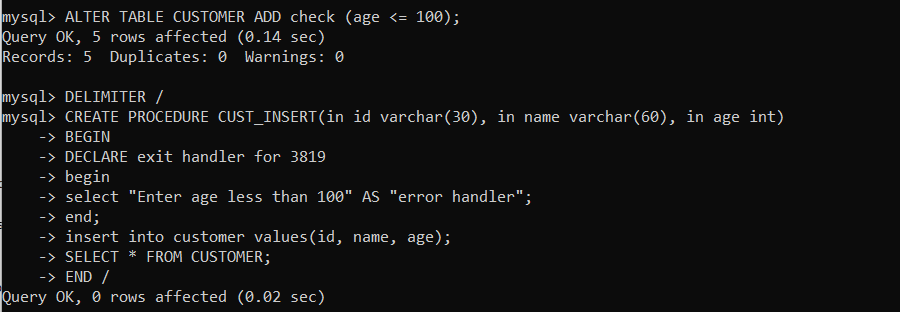 mysql> ALTER TABLE CUSTOMER ADD check (age <= 100);
Query OK, 5 rows affected (0.14 sec)
Records: 5  Duplicates: 0  Warnings: 0

mysql> DELIMITER /
mysql> CREATE PROCEDURE CUST_INSERT(in id varchar(30), in name varchar(60), in age int)
    -> BEGIN
    -> DECLARE exit handler for 3819
    -> begin
    -> select "Enter age less than 100" AS "error handler";
    -> end;
    -> insert into customer values(id, name, age);
    -> SELECT * FROM CUSTOMER;
    -> END /
Query OK, 0 rows affected (0.02 sec)